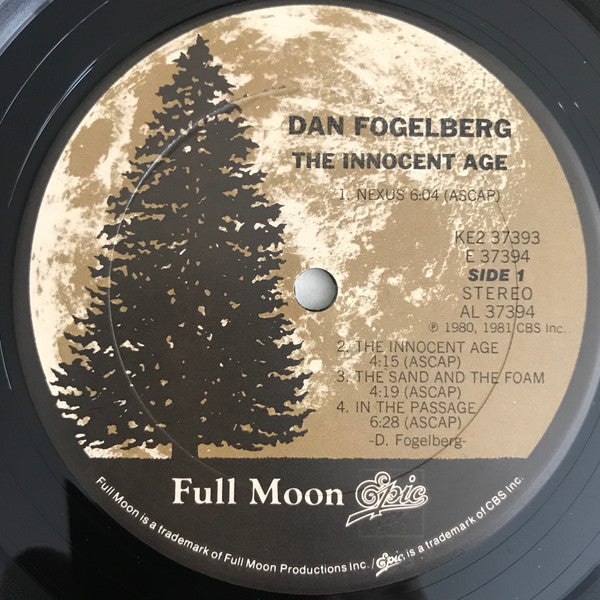 DAN FOGELBERG
THE INNOCENT AGE
1. NEXUS 6:04 (ASCAP)
KE2 37393
E 37394
SIDE 1
STEREO
AL 37394
℗ 1980, 1981 CBS Inc.
2. THE INNOCENT AGE
4:15 (ASCAP)
3. THE SAND AND THE FOAM
4:19 (ASCAP)
4. IN THE PASSAGE
6:28 (ASCAP)
-D. Fogelberg-
Full Moon Epic
Full Moon is a trademark of Full Moon Productions Inc. / Epic is a trademark of CBS Inc.